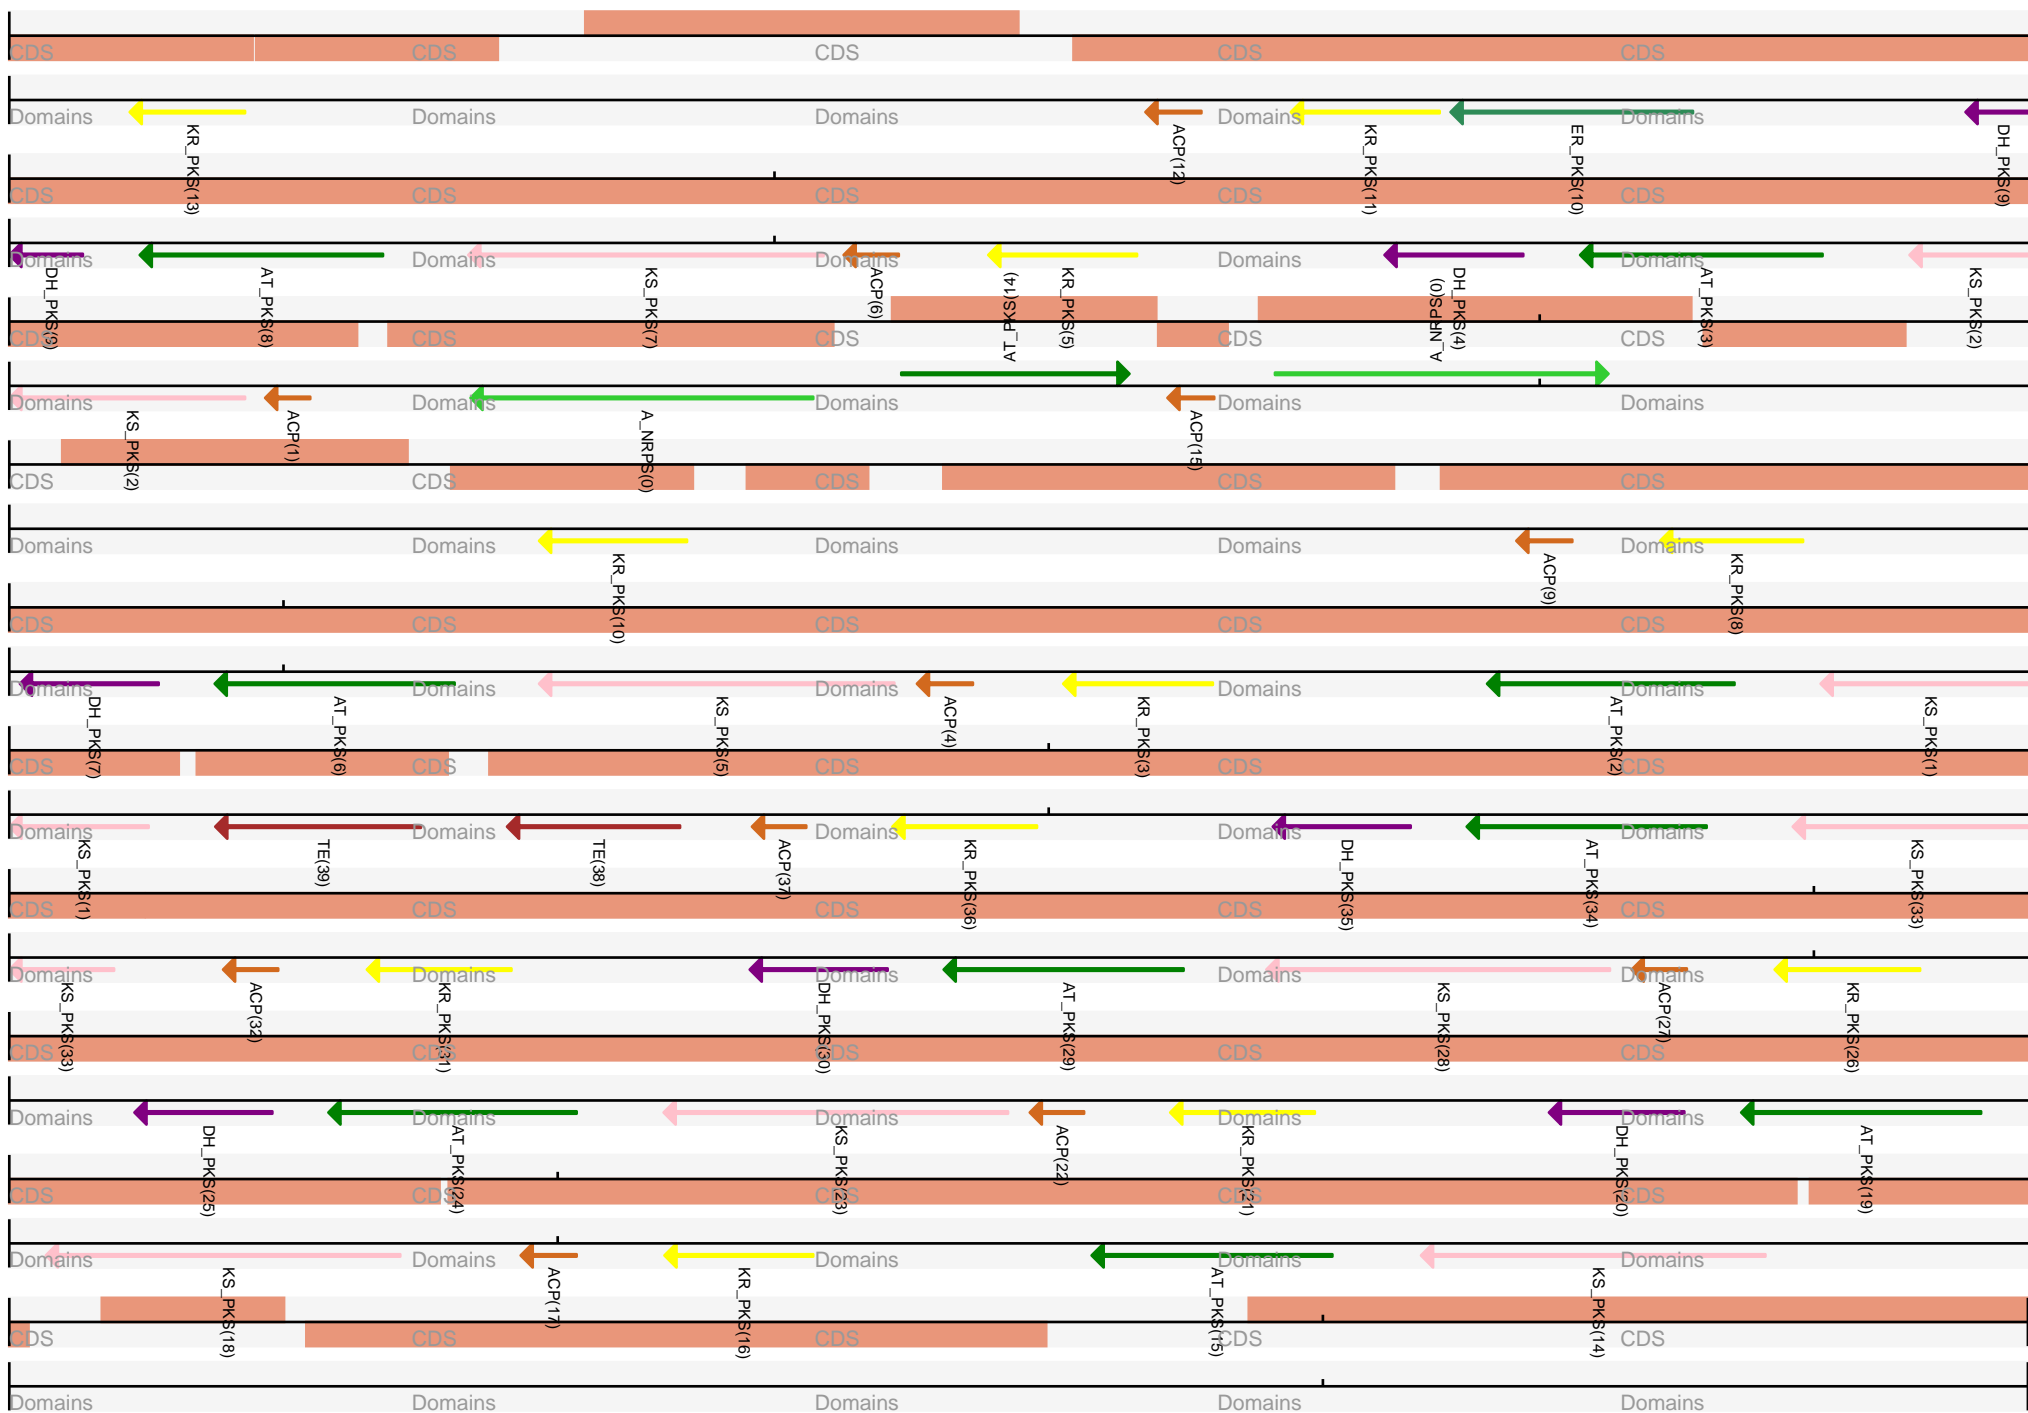 CDS CDS CDS CDS CDS
Domains Domains Domains Domains Domains
KR_PKS(13) ACP(12) KR_PKS(11) ER_PKS(10) DH_PKS(9)
CDS CDS CDS CDS CDS
Domains Domains Domains Domains Domains
DH_PKS(9) AT_PKS(8) KS_PKS(7) ACP(6) AT_PKS(14) KR_PKS(5) A_NRPS(0) DH_PKS(4) AT_PKS(3) KS_PKS(2)
CDS CDS CDS CDS CDS
Domains Domains Domains Domains Domains
KS_PKS(2) ACP(1) A_NRPS(0) ACP(15)
CDS CDS CDS CDS CDS
Domains Domains Domains Domains Domains
KR_PKS(10) ACP(9) KR_PKS(8)
CDS CDS CDS CDS CDS
Domains Domains Domains Domains Domains
DH_PKS(7) AT_PKS(6) KS_PKS(5) ACP(4) KR_PKS(3) AT_PKS(2) KS_PKS(1)
CDS CDS CDS CDS CDS
Domains Domains Domains Domains Domains
KS_PKS(1) TE(39) TE(38) ACP(37) KR_PKS(36) DH_PKS(35) AT_PKS(34) KS_PKS(33)
CDS CDS CDS CDS CDS
Domains Domains Domains Domains Domains
KS_PKS(33) ACP(32) KR_PKS(31) DH_PKS(30) AT_PKS(29) KS_PKS(28) ACP(27) KR_PKS(26)
CDS CDS CDS CDS CDS
Domains Domains Domains Domains Domains
DH_PKS(25) AT_PKS(24) KS_PKS(23) ACP(22) KR_PKS(21) DH_PKS(20) AT_PKS(19)
CDS CDS CDS CDS CDS
Domains Domains Domains Domains Domains
KS_PKS(18) ACP(17) KR_PKS(16) AT_PKS(15) KS_PKS(14)
CDS CDS CDS CDS CDS
Domains Domains Domains Domains Domains